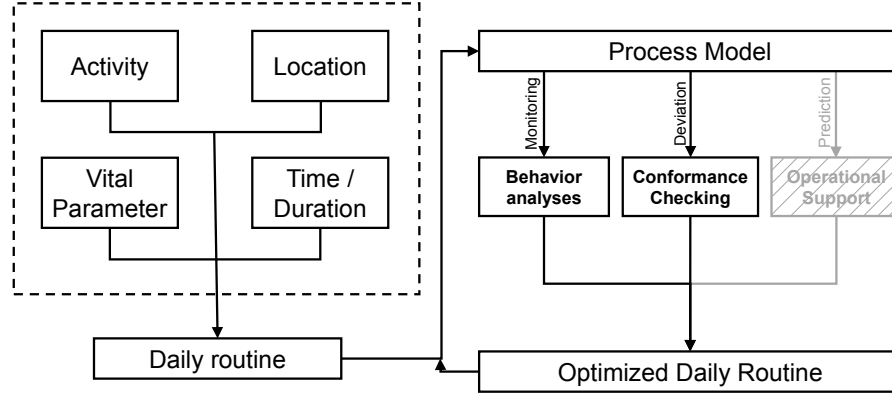 Activity
Location
Vital
Parameter
Time /
Duration
Daily routine
Process Model
Monitoring
Deviation
Prediction
Behavior
analyses
Conformance
Checking
Operational
Support
Optimized Daily Routine